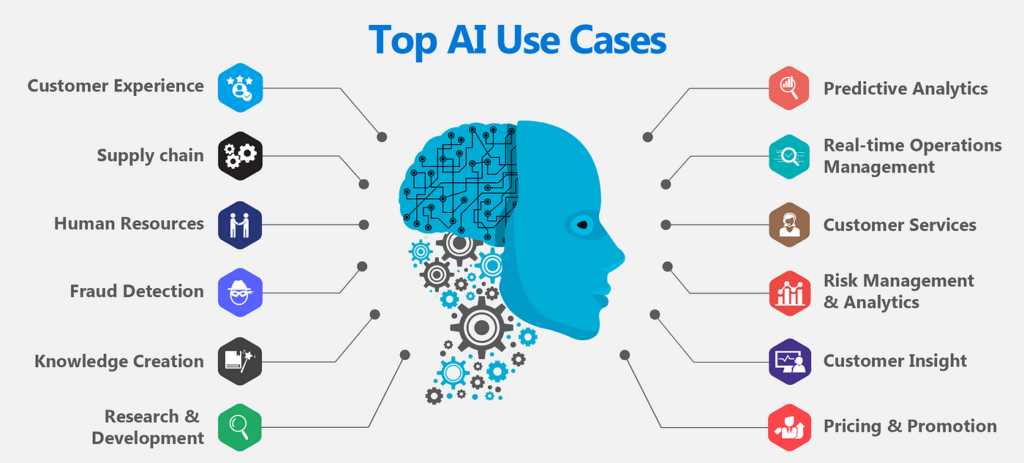 Top AI Use Cases
Customer Experience
Supply chain
Human Resources
Fraud Detection
Knowledge Creation
Research &
Development
Predictive Analytics
Real-time Operations
Management
Customer Services
Risk Management
& Analytics
Customer Insight
Pricing & Promotion